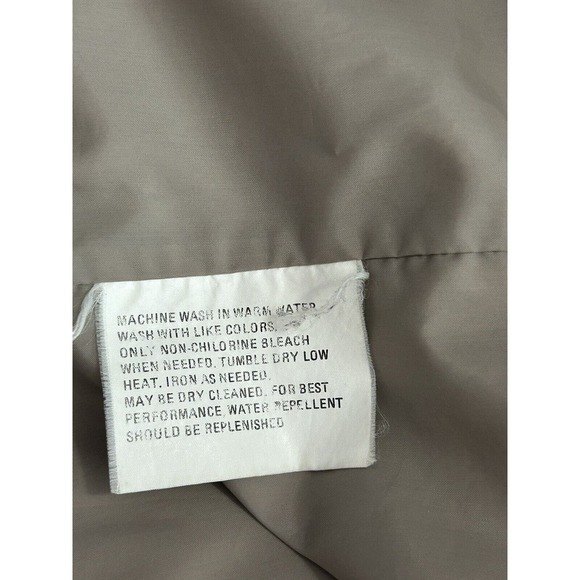 MACHINE WASH IN WARM WATER
WASH WITH LIKE COLORS.
ONLY NON-CHLORINE BLEACH
WHEN NEEDED. TUMBLE DRY LOW
HEAT. IRON AS NEEDED.
MAY BE DRY CLEANED. FOR BEST
PERFORMANCE, WATER REPELLENT
SHOULD BE REPLENISHED